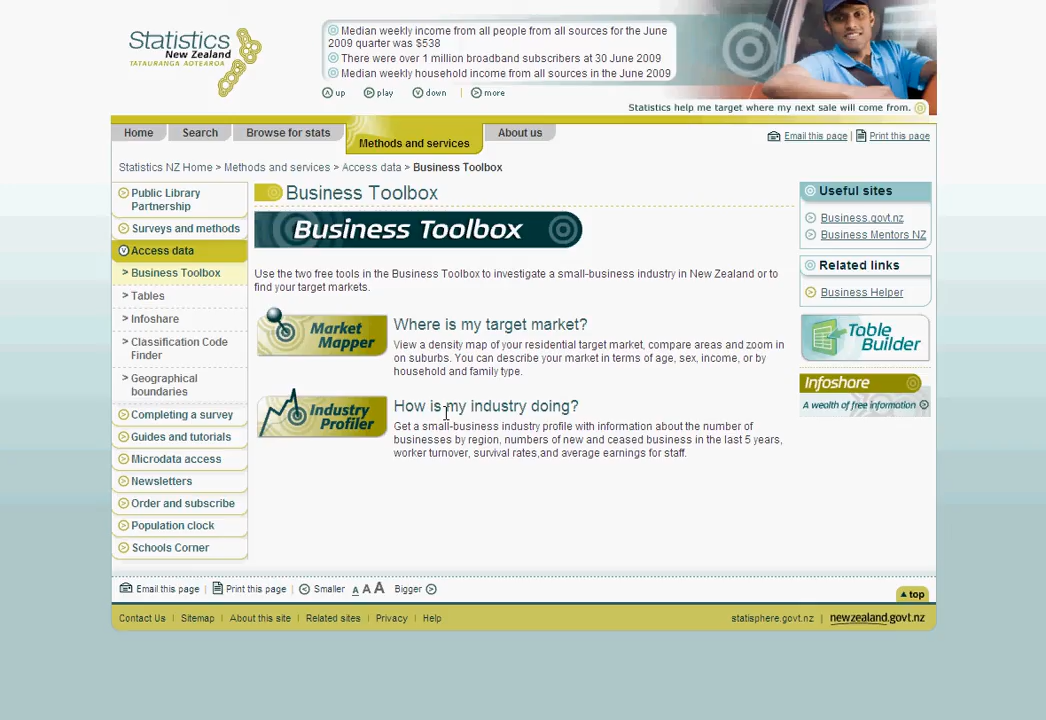 Statistics
New Zealand
TATAURANGA AOTEAROA
Median weekly income from all people from all sources for the June
2009 quarter was $538
There were over 1 million broadband subscribers at 30 June 2009
Median weekly household income from all sources in the June 2009
up play down | more
Statistics help me target where my next sale will come from.
Home Search Browse for stats Methods and services About us
Email this page | Print this page
Statistics NZ Home > Methods and services > Access data > Business Toolbox
Public Library
Partnership
Surveys and methods
Access data
> Business Toolbox
> Tables
> Infoshare
> Classification Code
Finder
> Geographical
boundaries
Completing a survey
Guides and tutorials
Microdata access
Newsletters
Order and subscribe
Population clock
Schools Corner
Business Toolbox
Business Toolbox
Use the two free tools in the Business Toolbox to investigate a small-business industry in New Zealand or to
find your target markets.
Market
Mapper
Where is my target market?
View a density map of your residential target market, compare areas and zoom in
on suburbs. You can describe your market in terms of age, sex, income, or by
household and family type.
Industry
Profiler
How is my industry doing?
Get a small-business industry profile with information about the number of
businesses by region, numbers of new and ceased business in the last 5 years,
worker turnover, survival rates,and average earnings for staff.
Useful sites
Business.govt.nz
Business Mentors NZ
Related links
Business Helper
Table
Builder
Infoshare
A wealth of free information
Email this page | Print this page | Smaller A A A Bigger
top
Contact Us | Sitemap | About this site | Related sites | Privacy | Help
statisphere.govt.nz | newzealand.govt.nz